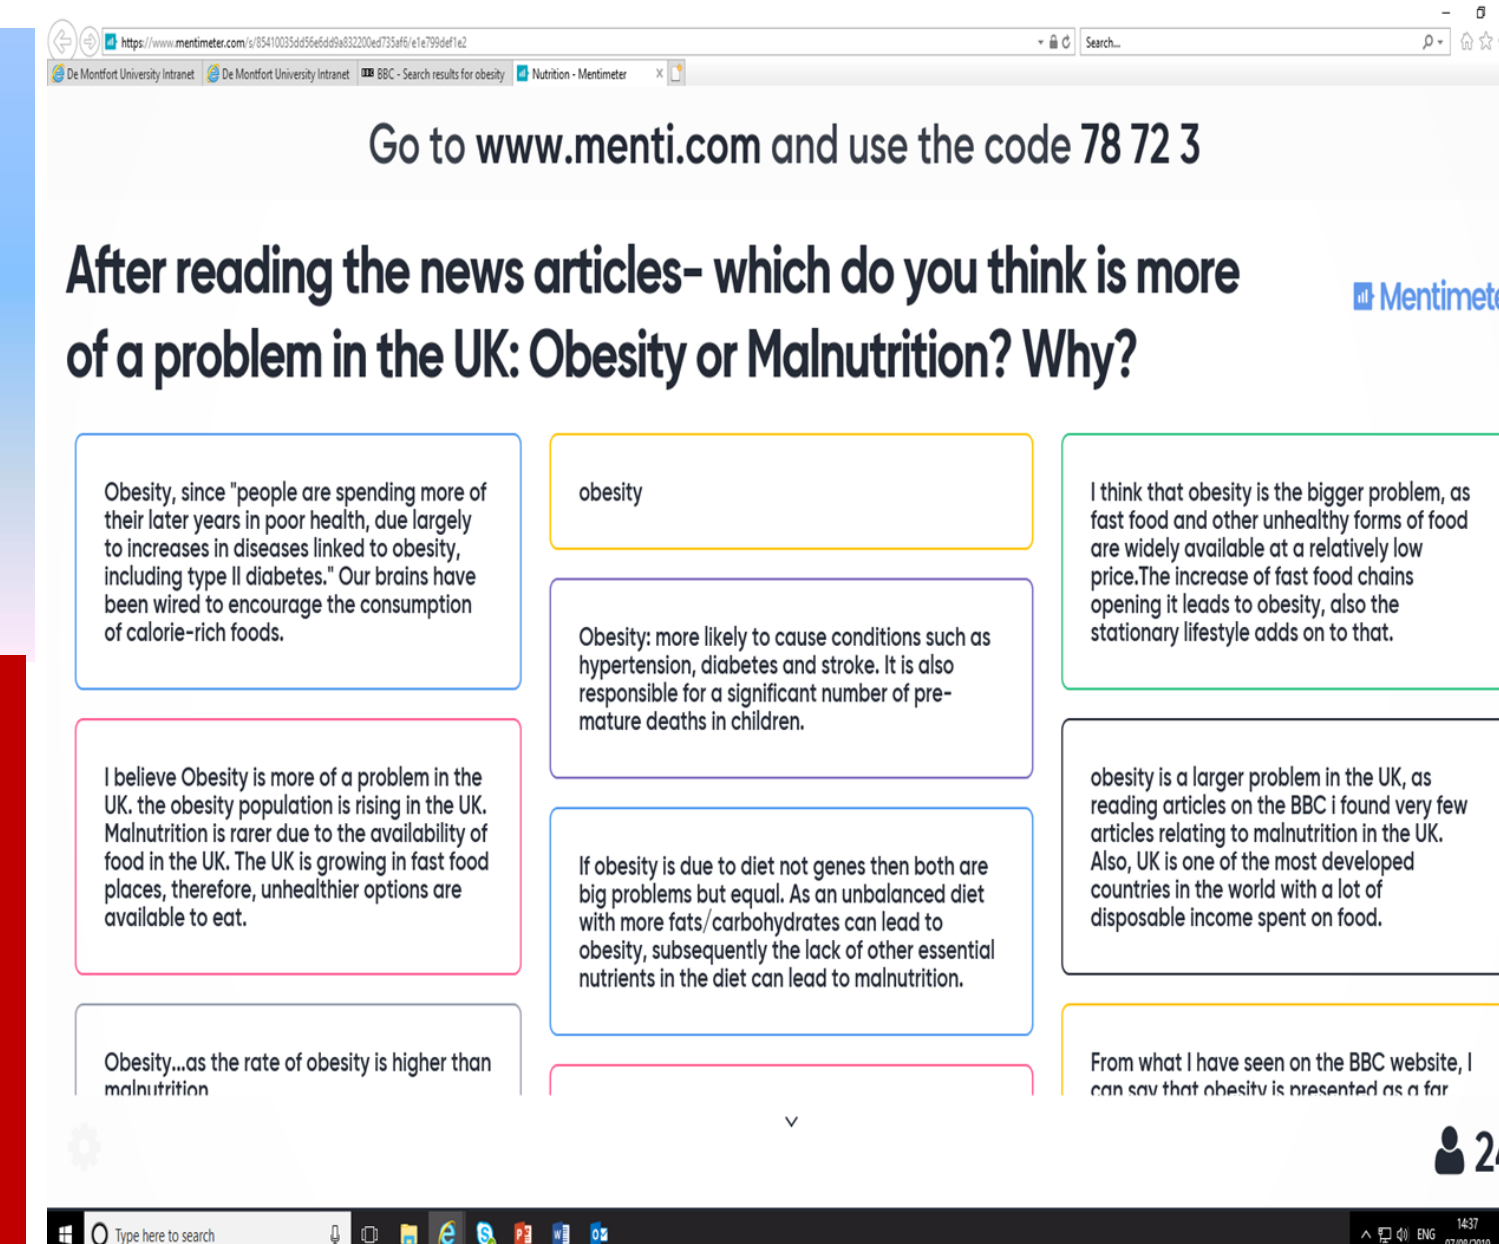 https://www.mentimeter.com/s/85410035dd56e6dd9a832200ed735af6/e1e799def1e2
Search...
De Montfort University Intranet
De Montfort University Intranet
BBC - Search results for obesity
Nutrition - Mentimeter
Go to www.menti.com and use the code 78 72 3
After reading the news articles- which do you think is more
of a problem in the UK: Obesity or Malnutrition? Why?
Mentimete
Obesity, since "people are spending more of
their later years in poor health, due largely
to increases in diseases linked to obesity,
including type II diabetes." Our brains have
been wired to encourage the consumption
of calorie-rich foods.
I believe Obesity is more of a problem in the
UK. the obesity population is rising in the UK.
Malnutrition is rarer due to the availability of
food in the UK. The UK is growing in fast food
places, therefore, unhealthier options are
available to eat.
Obesity...as the rate of obesity is higher than
malnutrition
obesity
Obesity: more likely to cause conditions such as
hypertension, diabetes and stroke. It is also
responsible for a significant number of pre-
mature deaths in children.
If obesity is due to diet not genes then both are
big problems but equal. As an unbalanced diet
with more fats/carbohydrates can lead to
obesity, subsequently the lack of other essential
nutrients in the diet can lead to malnutrition.
I think that obesity is the bigger problem, as
fast food and other unhealthy forms of food
are widely available at a relatively low
price.The increase of fast food chains
opening it leads to obesity, also the
stationary lifestyle adds on to that.
obesity is a larger problem in the UK, as
reading articles on the BBC i found very few
articles relating to malnutrition in the UK.
Also, UK is one of the most developed
countries in the world with a lot of
disposable income spent on food.
From what I have seen on the BBC website, I
can say that obesity is presented as a far
24
Type here to search
ENG
14:37
07/08/2019